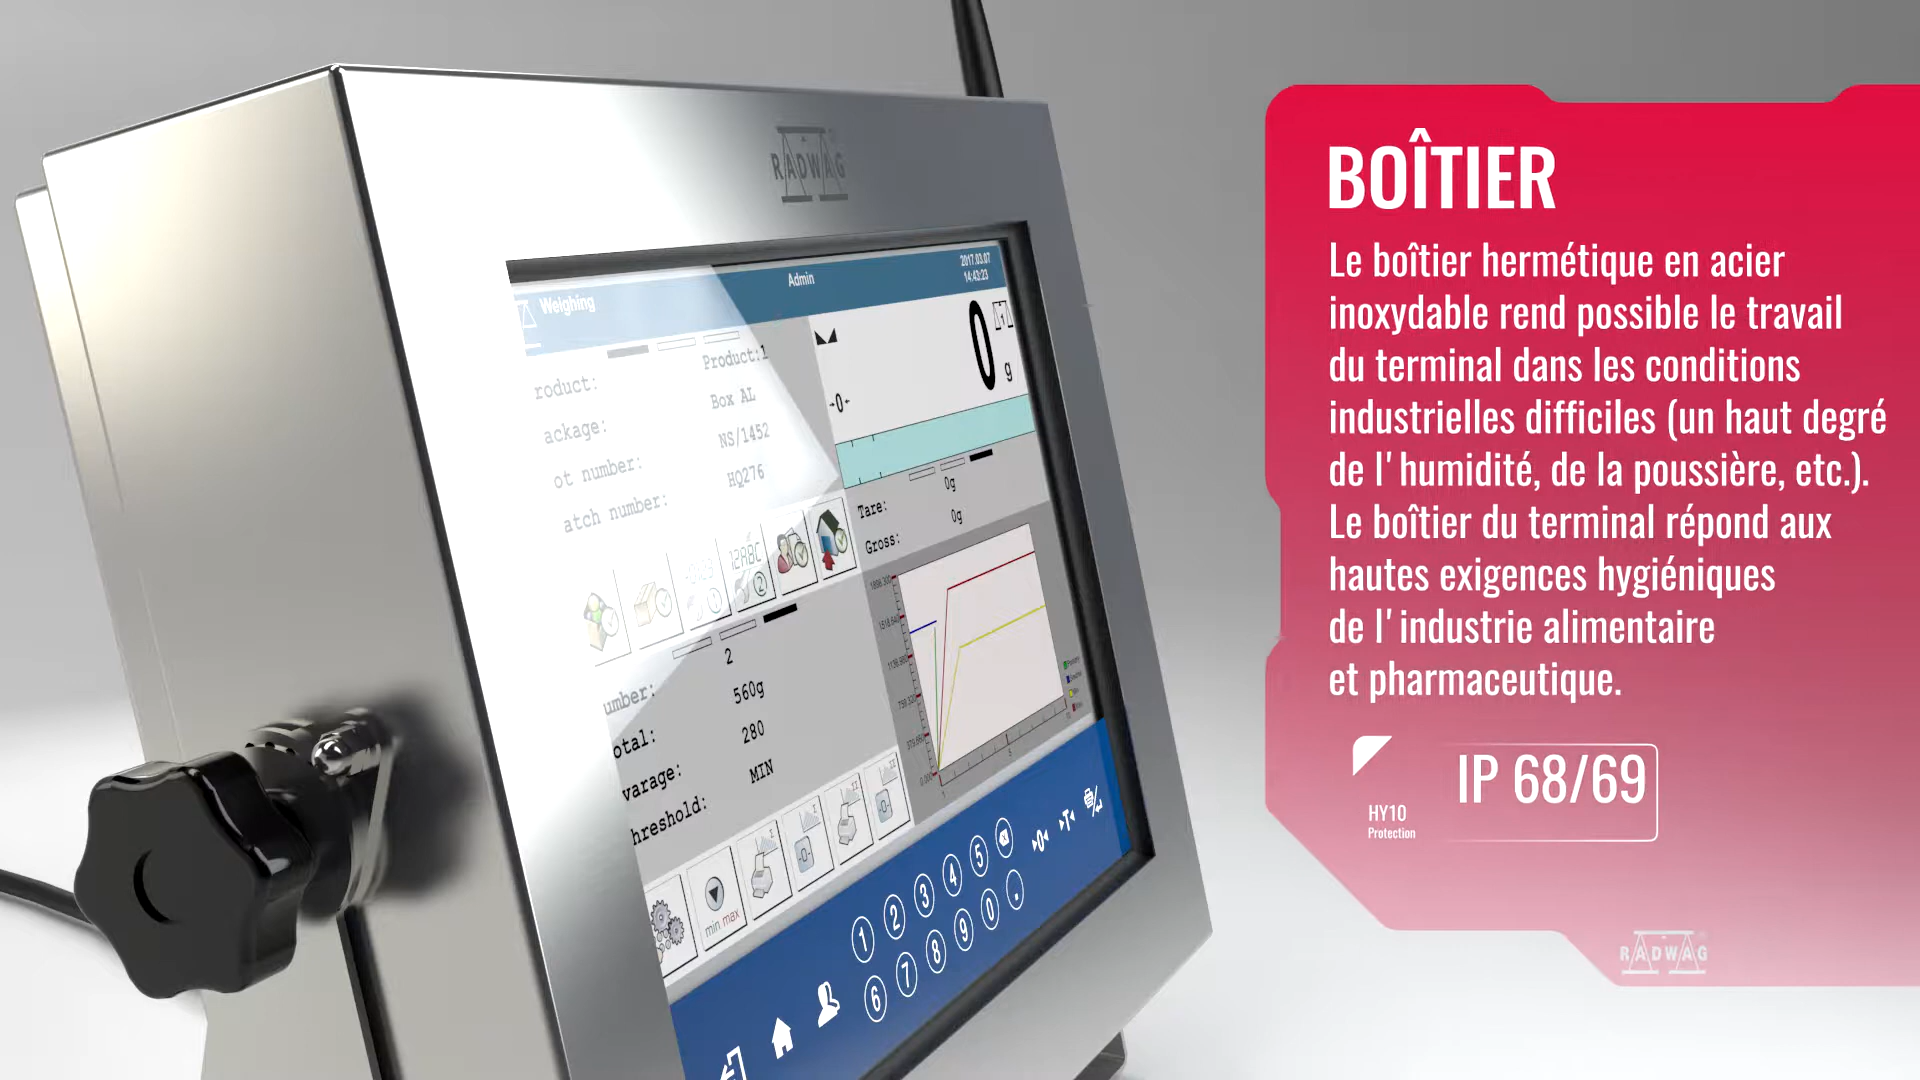 RADWAG
Weighing
Admin
2017.03.07
14:43:23
roduct:
Product:1
ackage:
Box AL
ot number:
NS/1452
atch number:
HQ276
0
g
→0←
0g
Tare:
0g
Gross:
12ABC
1
2
2
umber:
560g
otal:
280
varage:
MIN
hreshold:
min max
1 2 3 4 5
6 7 8 9 0 .
BOÎTIER
Le boîtier hermétique en acier
inoxydable rend possible le travail
du terminal dans les conditions
industrielles difficiles (un haut degré
de l'humidité, de la poussière, etc.).
Le boîtier du terminal répond aux
hautes exigences hygiéniques
de l'industrie alimentaire
et pharmaceutique.
HY10
Protection
IP 68/69
RADWAG